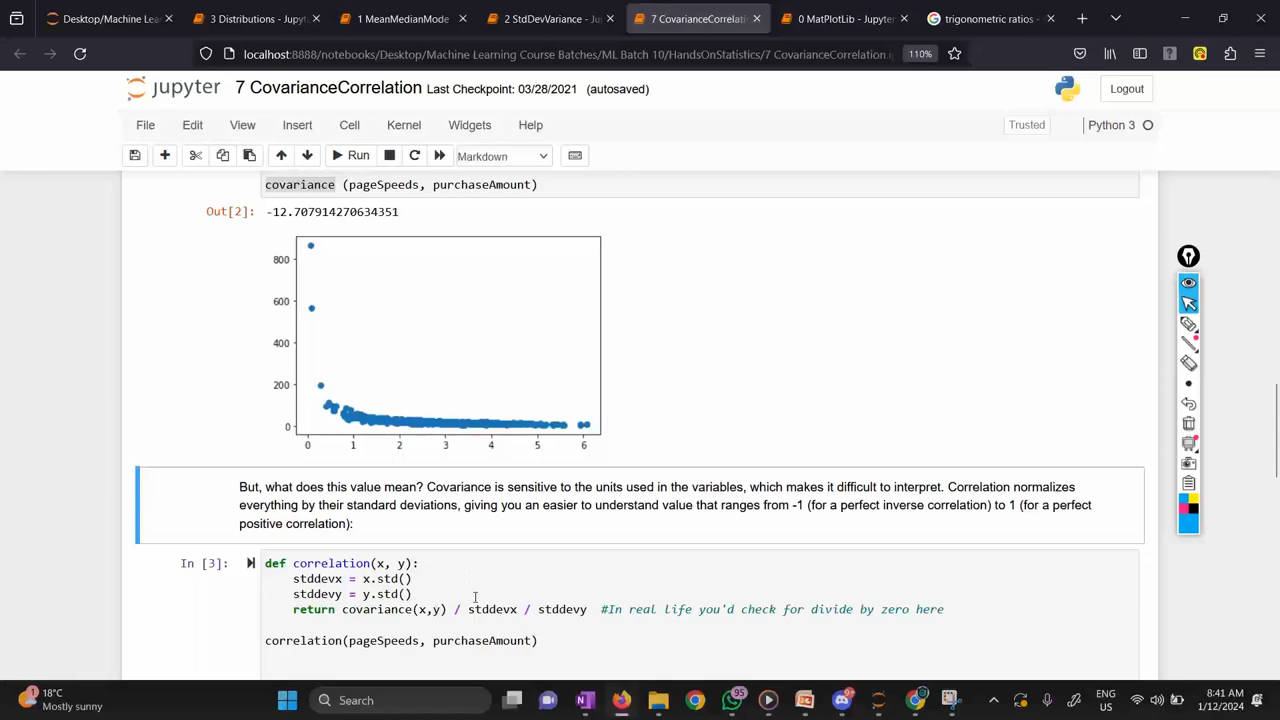 Desktop/Machine Lea
3 Distributions - Jupyt
1 MeanMedianMode
2 StdDevVariance - Ju
7 CovarianceCorrelati
0 MatPlotLib - Jupyter
trigonometric ratios -
localhost:8888/notebooks/Desktop/Machine Learning Course Batches/ML Batch 10/HandsOnStatistics/7 CovarianceCorrelation.
110%
jupyter 7 CovarianceCorrelation Last Checkpoint: 03/28/2021 (autosaved)
Logout
File Edit View Insert Cell Kernel Widgets Help
Trusted
Python 3
Run
Markdown
covariance (pageSpeeds, purchaseAmount)
Out[2]: -12.707914270634351
800
600
400
200
0
0 1 2 3 4 5 6
But, what does this value mean? Covariance is sensitive to the units used in the variables, which makes it difficult to interpret. Correlation normalizes
everything by their standard deviations, giving you an easier to understand value that ranges from -1 (for a perfect inverse correlation) to 1 (for a perfect
positive correlation):
In [3]: def correlation(x, y):
stddevx = x.std()
stddevy = y.std()
return covariance(x,y) / stddevx / stddevy #In real life you'd check for divide by zero here
correlation(pageSpeeds, purchaseAmount)
1
18°C
Mostly sunny
Search
95
ENG
US
8:41 AM
1/12/2024